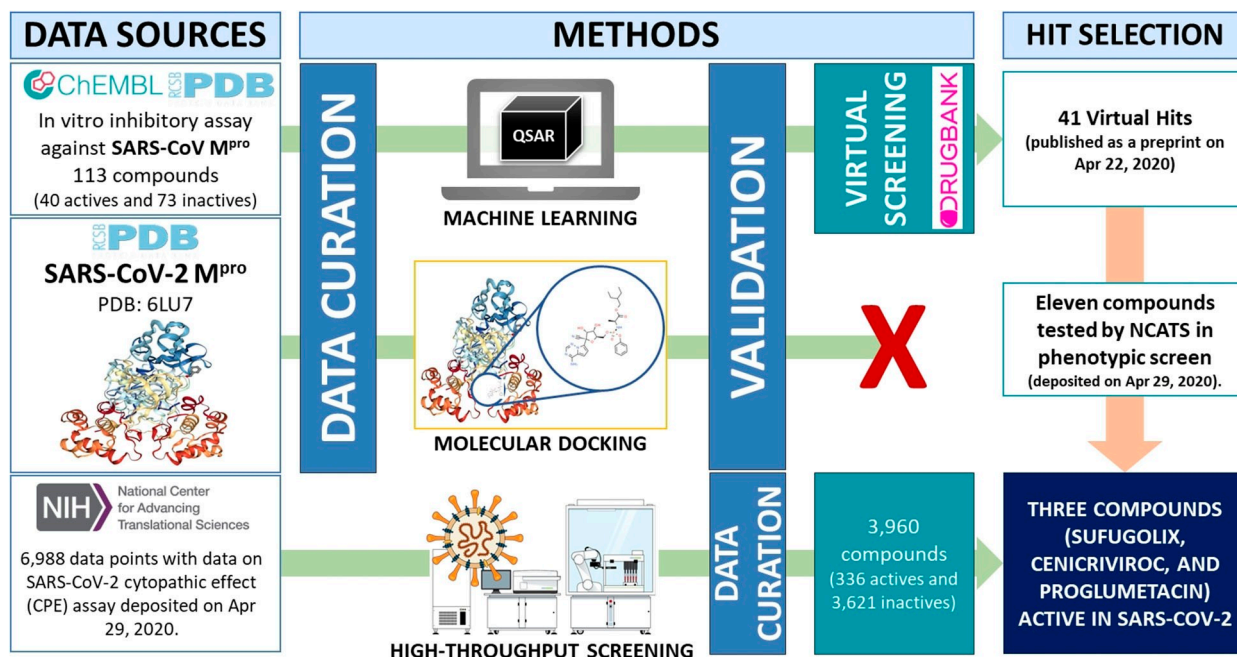 DATA SOURCES
METHODS
HIT SELECTION
ChEMBL
RCSB
PDB
In vitro inhibitory assay
against SARS-CoV Mpro
113 compounds
(40 actives and 73 inactives)
RCSB
PDB
SARS-CoV-2 Mpro
PDB: 6LU7
NIH
National Center
for Advancing
Translational Sciences
6,988 data points with data on
SARS-CoV-2 cytopathic effect
(CPE) assay deposited on Apr
29, 2020.
DATA CURATION
QSAR
MACHINE LEARNING
MOLECULAR DOCKING
HIGH-THROUGHPUT SCREENING
VALIDATION
DATA
CURATION
VIRTUAL
SCREENING
DRUGBANK
X
3,960
compounds
(336 actives and
3,621 inactives)
41 Virtual Hits
(published as a preprint on
Apr 22, 2020)
Eleven compounds
tested by NCATS in
phenotypic screen
(deposited on Apr 29, 2020).
THREE COMPOUNDS
(SUFUGOLIX,
CENICRIVIROC, AND
PROGLUMETACIN)
ACTIVE IN SARS-COV-2